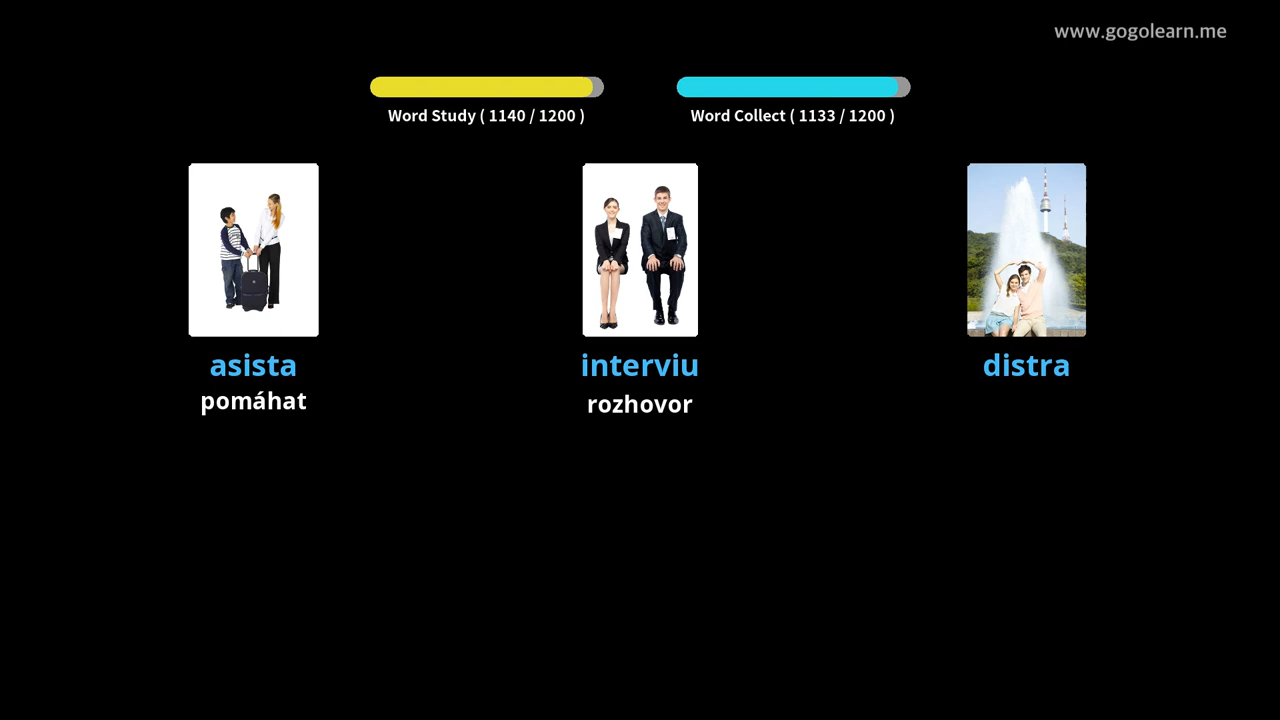 www.gogolearn.me
Word Study ( 1140 / 1200 )
Word Collect ( 1133 / 1200 )
asista
interviu
distra
pomáhat
rozhovor